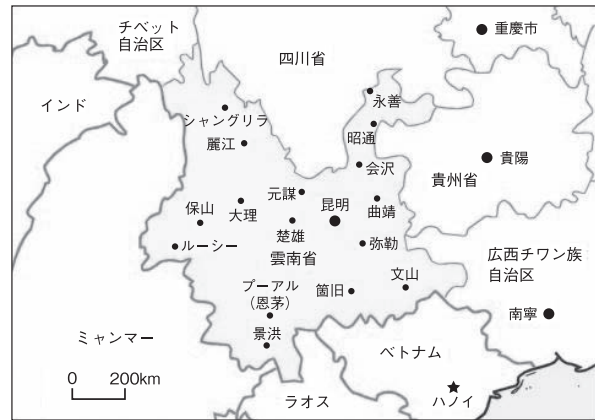 チベット
自治区
重慶市
四川省
インド
永善
シャングリラ
昭通
麗江
会沢
貴陽
貴州省
元謀
昆明
曲靖
保山
大理
楚雄
ルーシー
雲南省
弥勒
広西チワン族
自治区
文山
プーアル
(思茅)
箇旧
南寧
景洪
ミャンマー
ベトナム
0 200km
ラオス
ハノイ